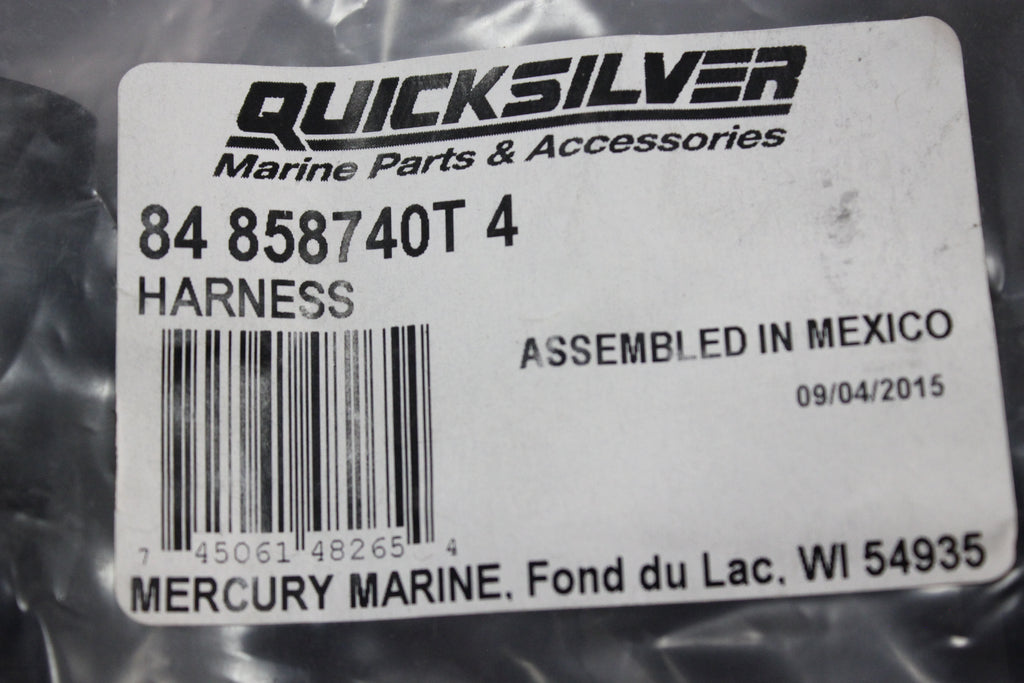 QUICKSILVER
Marine Parts & Accessories
84 858740T 4
HARNESS
ASSEMBLED IN MEXICO
09/04/2015
7 45061 48265 4
MERCURY MARINE, Fond du Lac, WI 54935